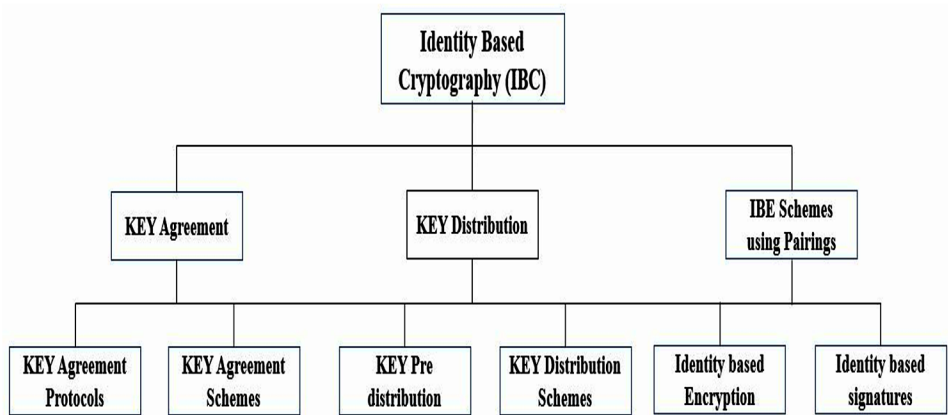 Identity Based
Cryptography (IBC)
KEY Agreement
KEY Distribution
IBE Schemes
using Pairings
KEY Agreement
Protocols
KEY Agreement
Schemes
KEY Pre
distribution
KEY Distribution
Schemes
Identity based
Encryption
Identity based
signatures